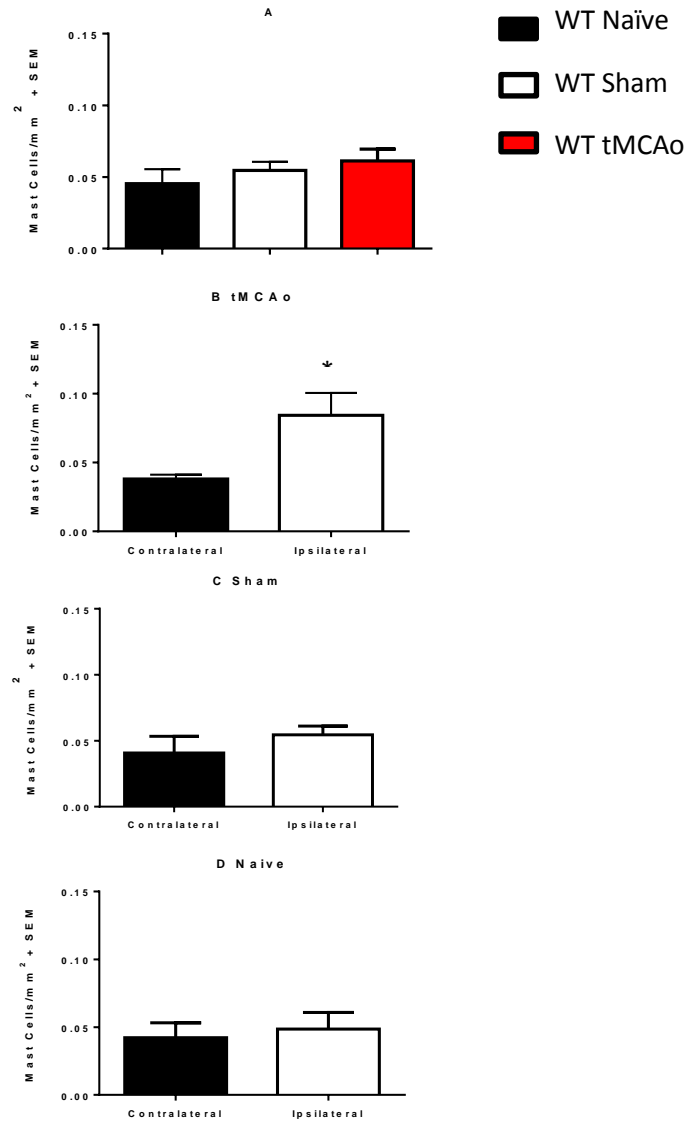 A
WT Naïve
WT Sham
WT tMCAo
Mast Cells/mm² + SEM
0.15
0.10
0.05
0.00
B tMCAo
Mast Cells/mm² + SEM
0.15
0.10
0.05
0.00
*
Contralateral Ipsilateral
C Sham
Mast Cells/mm² + SEM
0.15
0.10
0.05
0.00
Contralateral Ipsilateral
D Naive
Mast Cells/mm² + SEM
0.15
0.10
0.05
0.00
Contralateral Ipsilateral